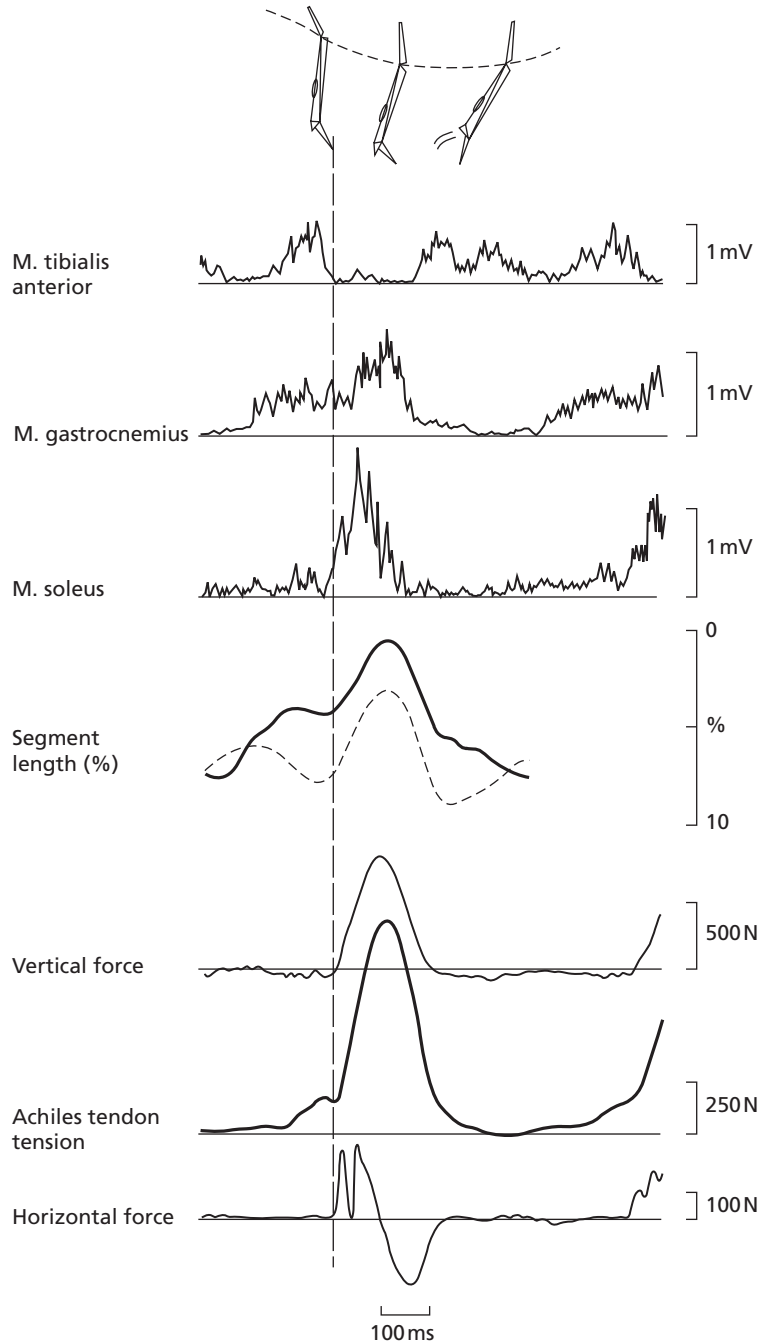 M. tibialis
anterior
1 mV
M. gastrocnemius
1 mV
M. soleus
1 mV
Segment
length (%)
0
%
10
Vertical force
500 N
Achiles tendon
tension
250 N
Horizontal force
100 N
100 ms